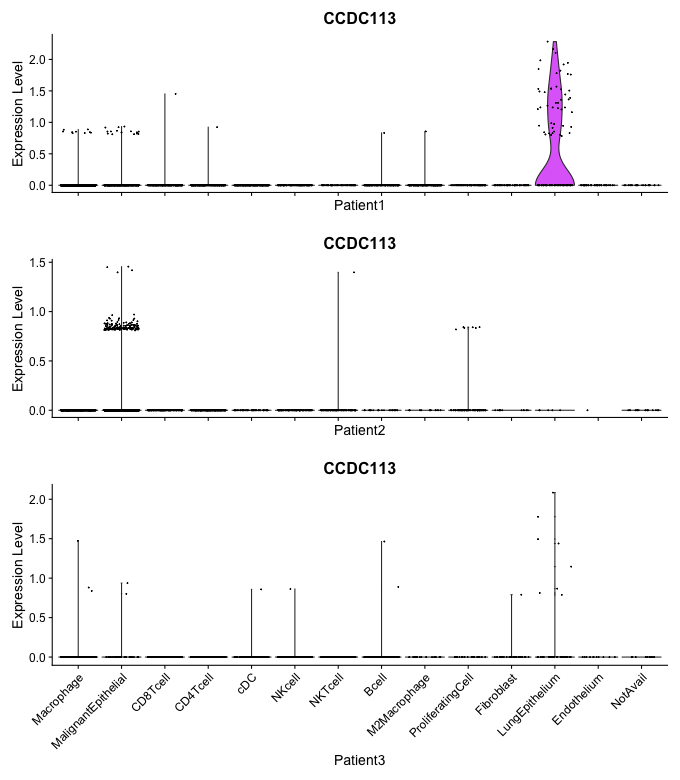 CCDC113
Expression Level
2.0
1.5
1.0
0.5
0.0
Patient1
CCDC113
Expression Level
1.5
1.0
0.5
0.0
Patient2
CCDC113
Expression Level
2.0
1.5
1.0
0.5
0.0
Macrophage
MalignantEpithelial
CD8Tcell
CD4Tcell
cDC
NKcell
NKTcell
Bcell
M2Macrophage
ProliferatingCell
Fibroblast
LungEpithelium
Endothelium
NotAvail
Patient3